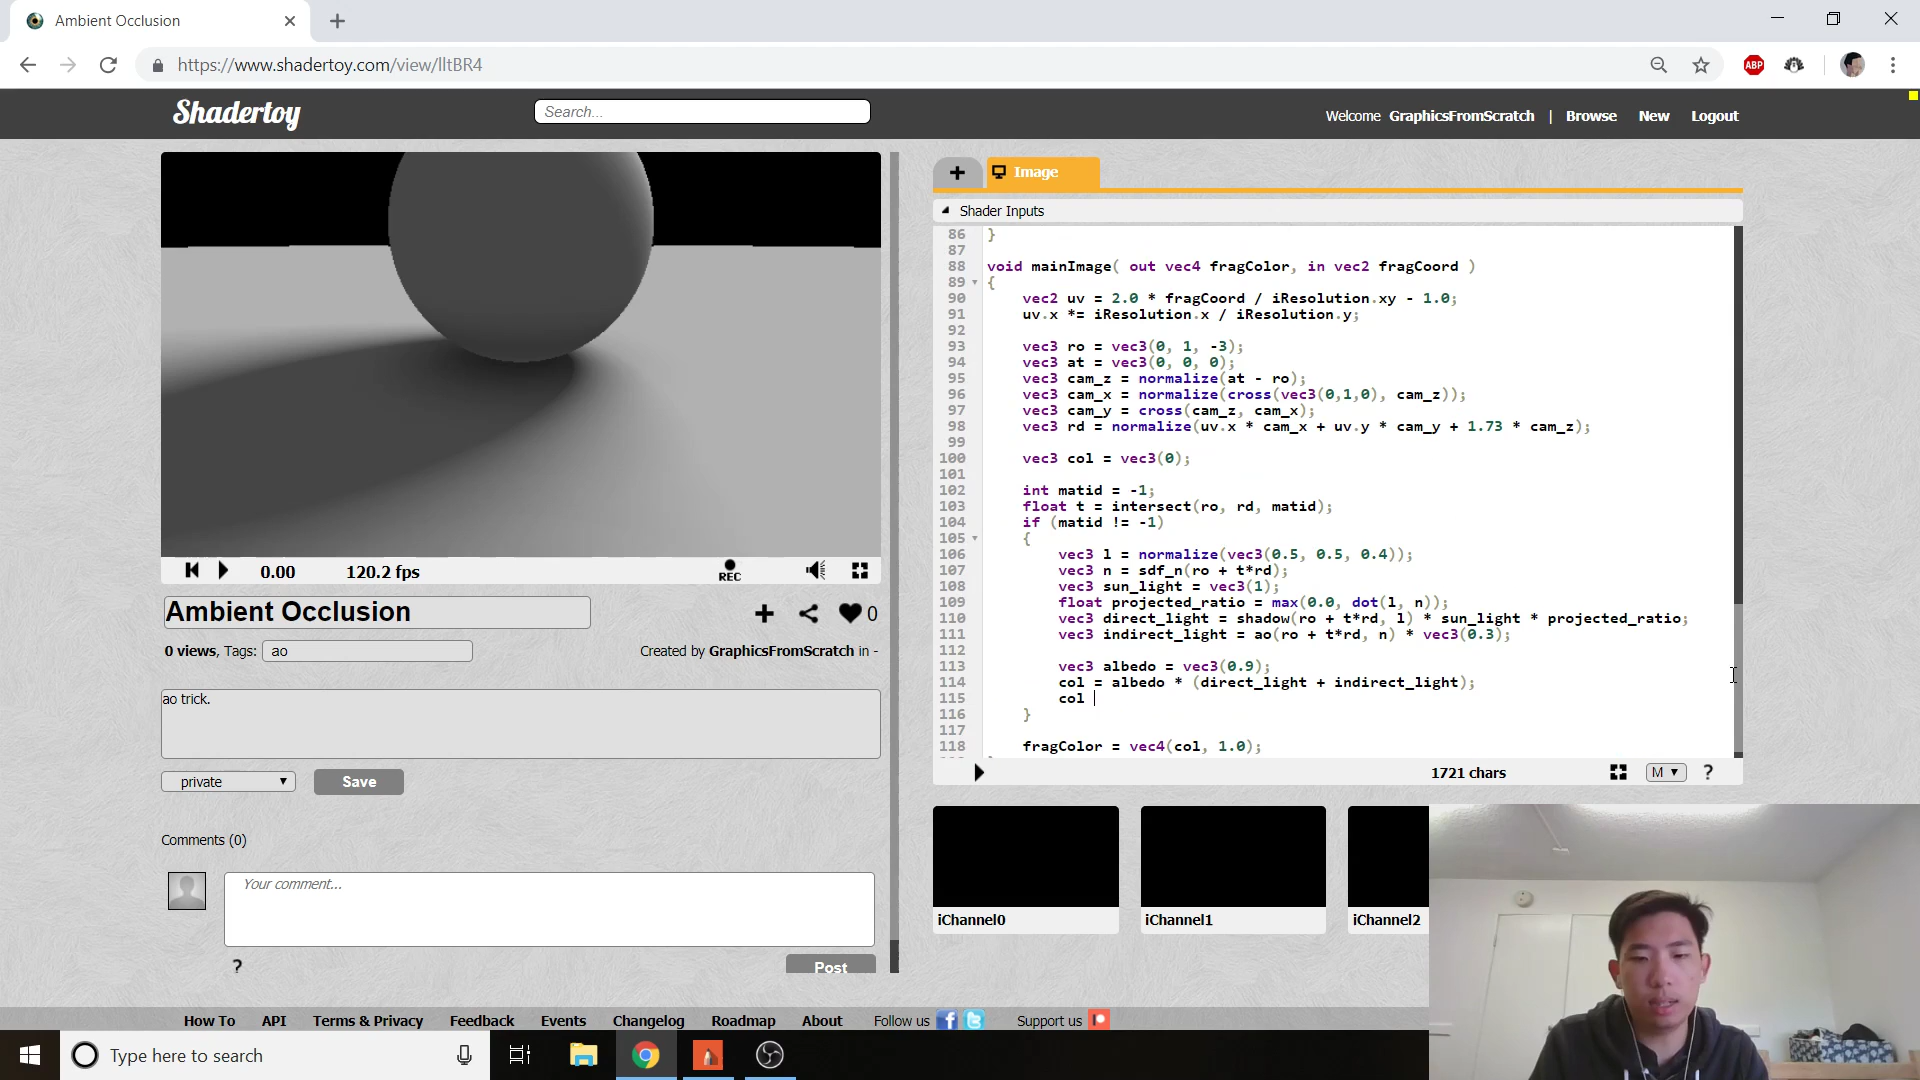 Ambient Occlusion
https://www.shadertoy.com/view/lltBR4
ABP
Shadertoy
Search...
Welcome GraphicsFromScratch | Browse New Logout
+ Image
Shader Inputs
86 }
87
88 void mainImage( out vec4 fragColor, in vec2 fragCoord )
89 {
90 vec2 uv = 2.0 * fragCoord / iResolution.xy - 1.0;
91 uv.x *= iResolution.x / iResolution.y;
92
93 vec3 ro = vec3(0, 1, -3);
94 vec3 at = vec3(0, 0, 0);
95 vec3 cam_z = normalize(at - ro);
96 vec3 cam_x = normalize(cross(vec3(0,1,0), cam_z));
97 vec3 cam_y = cross(cam_z, cam_x);
98 vec3 rd = normalize(uv.x * cam_x + uv.y * cam_y + 1.73 * cam_z);
99
100 vec3 col = vec3(0);
101
102 int matid = -1;
103 float t = intersect(ro, rd, matid);
104 if (matid != -1)
105 {
106 vec3 l = normalize(vec3(0.5, 0.5, 0.4));
107 vec3 n = sdf_n(ro + t*rd);
108 vec3 sun_light = vec3(1);
109 float projected_ratio = max(0.0, dot(l, n));
110 vec3 direct_light = shadow(ro + t*rd, l) * sun_light * projected_ratio;
111 vec3 indirect_light = ao(ro + t*rd, n) * vec3(0.3);
112
113 vec3 albedo = vec3(0.9);
114 col = albedo * (direct_light + indirect_light);
115 col
116 }
117
118 fragColor = vec4(col, 1.0);
1721 chars
M ▼ ?
0.00 120.2 fps
REC
Ambient Occlusion
0
0 views, Tags: ao
Created by GraphicsFromScratch in -
ao trick.
private ▼ Save
Comments (0)
Your comment...
?
Post
iChannel0
iChannel1
iChannel2
How To API Terms & Privacy Feedback Events Changelog Roadmap About Follow us Support us
Type here to search